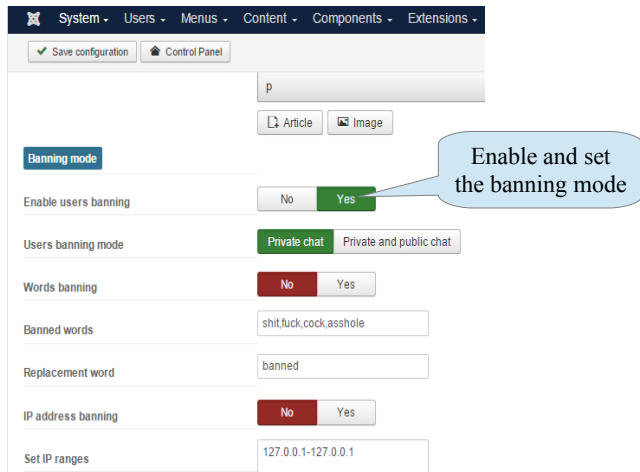 System Users Menus Content Components Extensions
Save configuration Control Panel
p
Article Image
Banning mode
Enable and set
the banning mode
Enable users banning No Yes
Users banning mode Private chat Private and public chat
Words banning No Yes
Banned words shit,fuck,cock,asshole
Replacement word banned
IP address banning No Yes
Set IP ranges 127.0.0.1-127.0.0.1